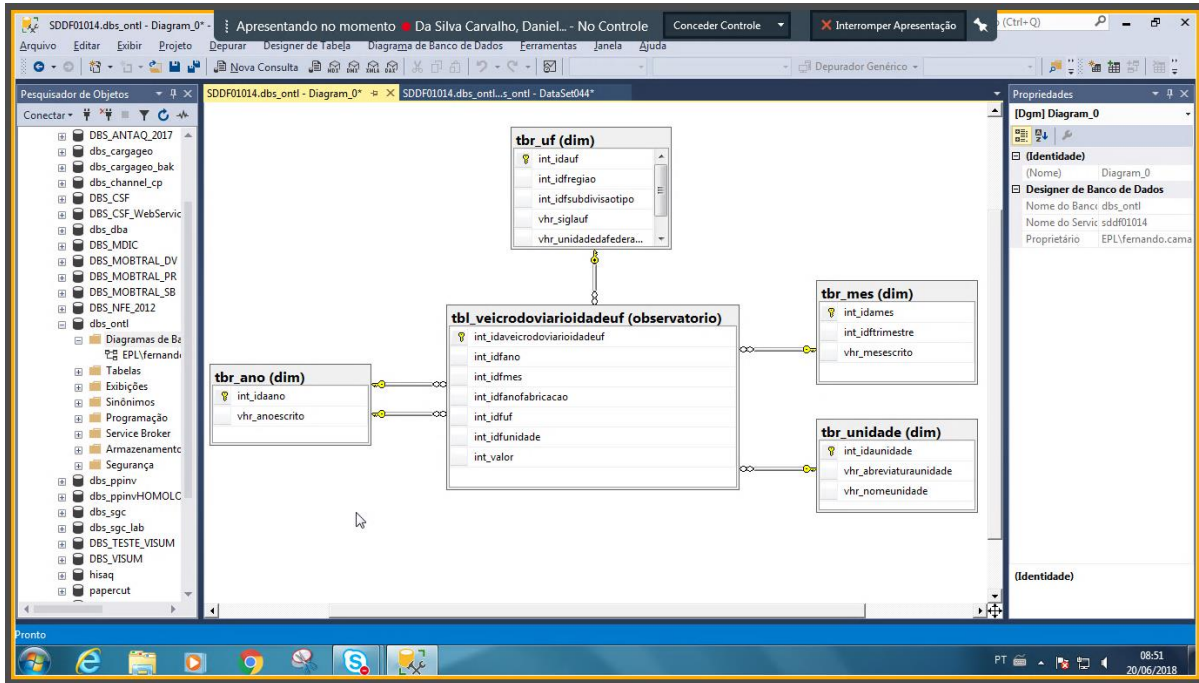 SDDF01014.dbs_ontl - Diagram_0* -
Apresentando no momento Da Silva Carvalho, Daniel... - No Controle
Conceder Controle
Interromper Apresentação
(Ctrl+Q)
Arquivo Editar Exibir Projeto Depurar Designer de Tabela Diagrama de Banco de Dados Ferramentas Janela Ajuda
Nova Consulta
MDX DMX XMLA DAX
Depurador Genérico
Pesquisador de Objetos
SDDF01014.dbs_ontl - Diagram_0*
SDDF01014.dbs_ontl...s_ontl - DataSet044*
Conectar
DBS_ANTAQ_2017
dbs_cargageo
dbs_cargageo_bak
dbs_channel_cp
DBS_CSF
DBS_CSF_WebServic
dbs_dba
DBS_MDIC
DBS_MOBTRAL_DV
DBS_MOBTRAL_PR
DBS_MOBTRAL_SB
DBS_NFE_2012
dbs_ontl
Diagramas de Ba
EPL\fernand
Tabelas
Exibições
Sinônimos
Programação
Service Broker
Armazenamento
Segurança
dbs_ppinv
dbs_ppinvHOMOLO
dbs_sgc
dbs_sgc_lab
DBS_TESTE_VISUM
DBS_VISUM
hisaq
papercut
tbr_uf (dim)
int_idauf
int_idfregiao
int_idfsubdivisaotipo
vhr_siglauf
vhr_unidadedafedera...
tbl_veicrodoviarioidadeuf (observatorio)
int_idaveicrodoviarioidadeuf
int_idfano
int_idfmes
int_idfanofabricacao
int_idfuf
int_idfunidade
int_valor
tbr_ano (dim)
int_idaano
vhr_anoescrito
tbr_mes (dim)
int_idames
int_idftrimestre
vhr_mesescrito
tbr_unidade (dim)
int_idaunidade
vhr_abreviaturaunidade
vhr_nomeunidade
Propriedades
[Dgm] Diagram_0
(Identidade)
(Nome) Diagram_0
Designer de Banco de Dados
Nome do Banco dbs_ontl
Nome do Servic sddf01014
Proprietário EPL\fernando.cama
(Identidade)
Pronto
PT
08:51
20/06/2018